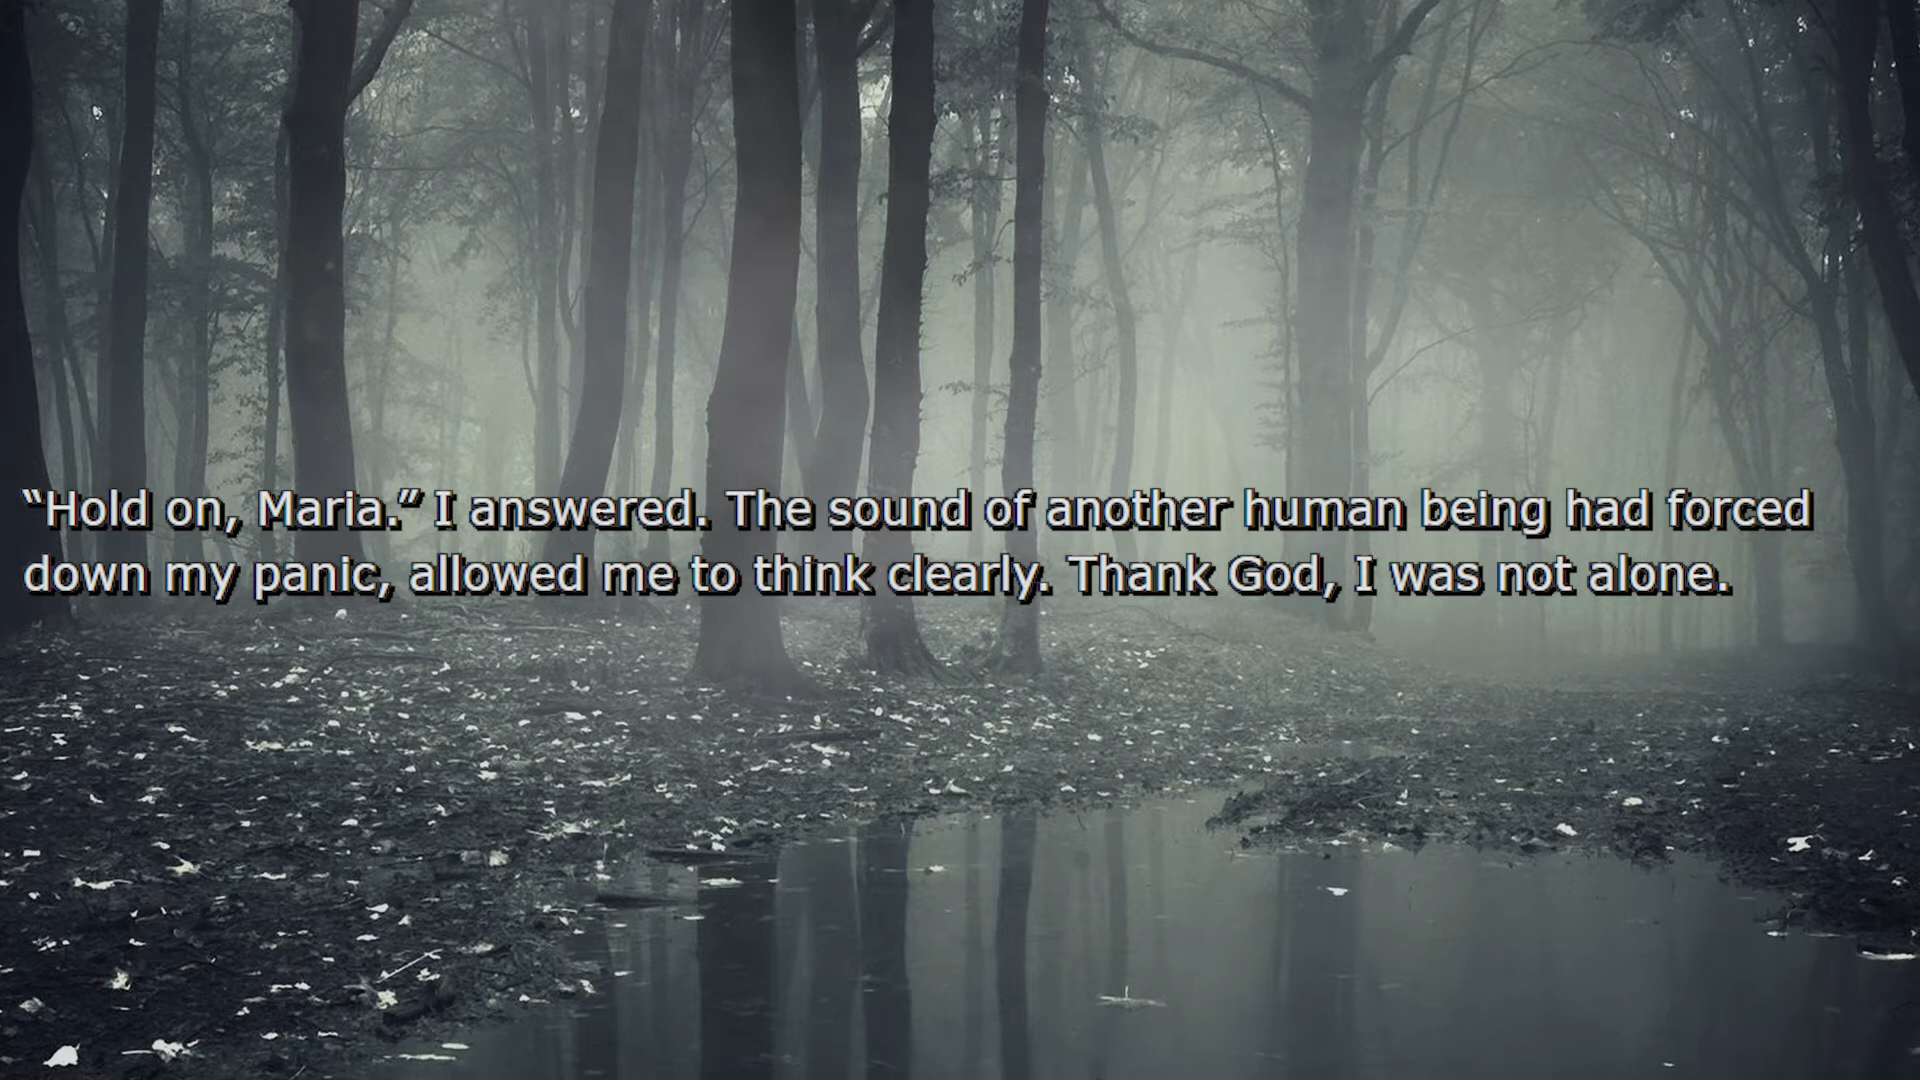 “Hold on, Maria.” I answered. The sound of another human being had forced
down my panic, allowed me to think clearly. Thank God, I was not alone.